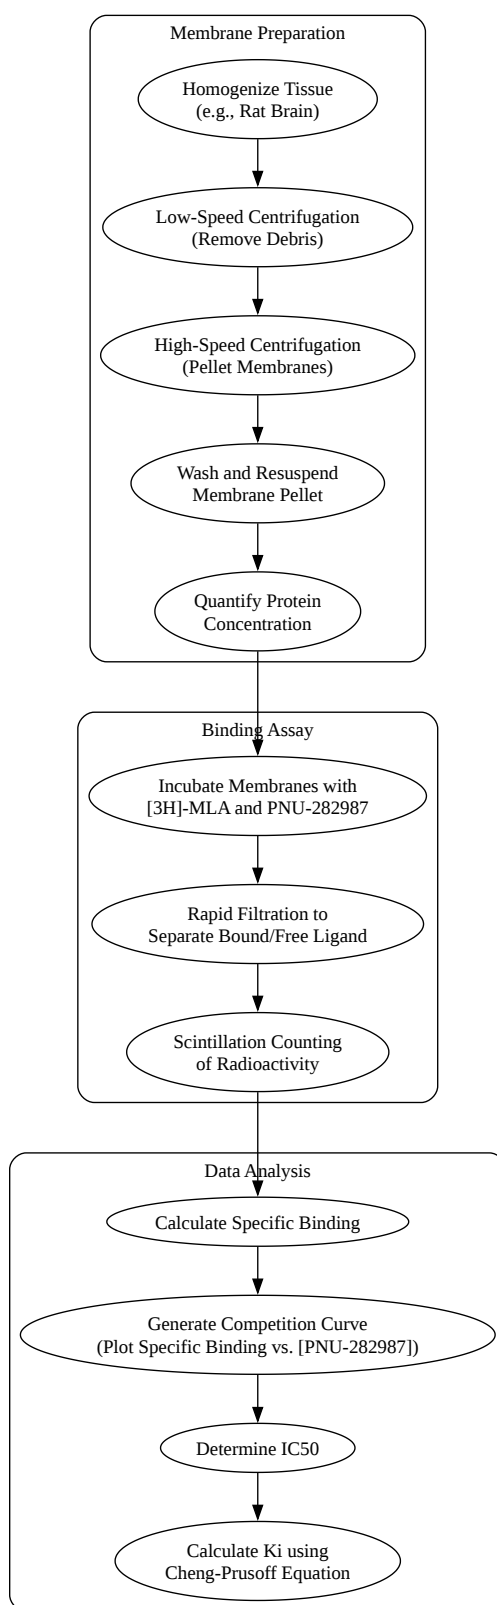 Membrane Preparation
Homogenize Tissue
(e.g., Rat Brain)
Low-Speed Centrifugation
(Remove Debris)
High-Speed Centrifugation
(Pellet Membranes)
Wash and Resuspend
Membrane Pellet
Quantify Protein
Concentration
Binding Assay
Incubate Membranes with
[3H]-MLA and PNU-282987
Rapid Filtration to
Separate Bound/Free Ligand
Scintillation Counting
of Radioactivity
Data Analysis
Calculate Specific Binding
Generate Competition Curve
(Plot Specific Binding vs. [PNU-282987])
Determine IC50
Calculate Ki using
Cheng-Prusoff Equation